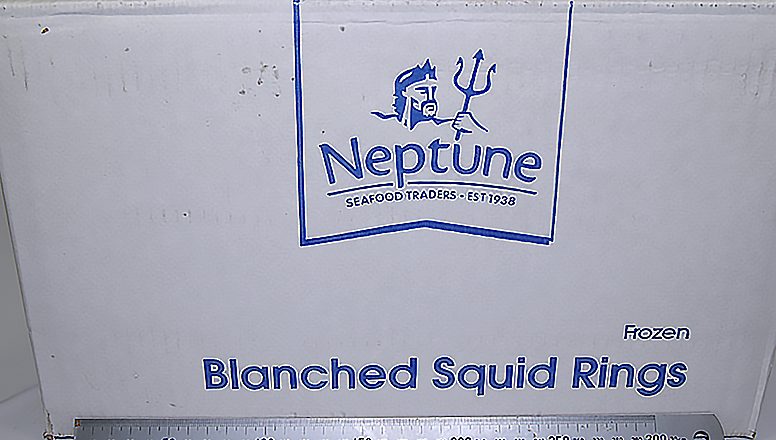 Neptune
SEAFOOD TRADERS - EST 1938
Frozen
Blanched Squid Rings